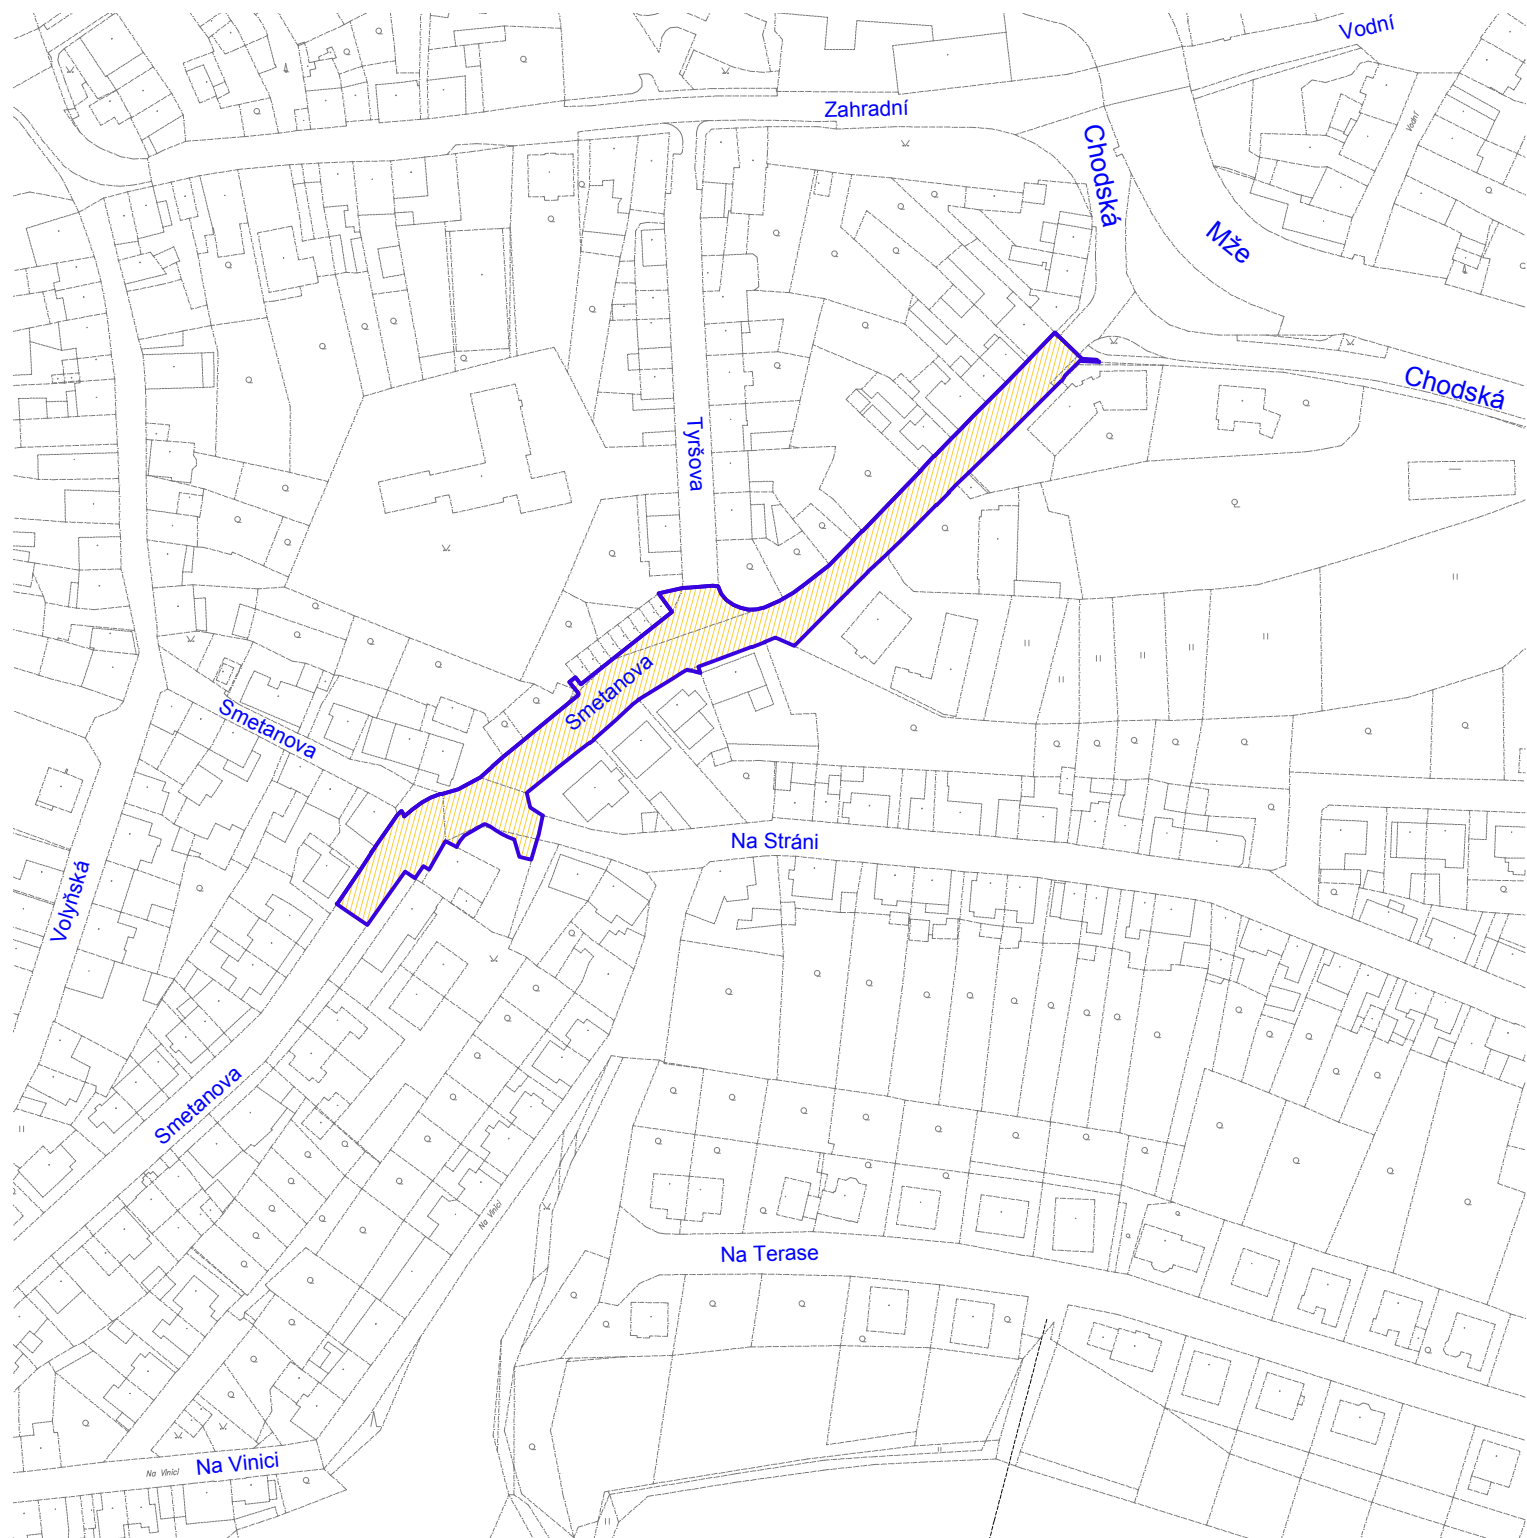 Vodní
Zahradní
Vodní
Chodská
Mže
Chodská
Tyršova
Smetanova
Smetanova
Na Stráni
Volyňská
Smetanova
Na Vinici
Na Terase
Na Vinici
Na Vinici